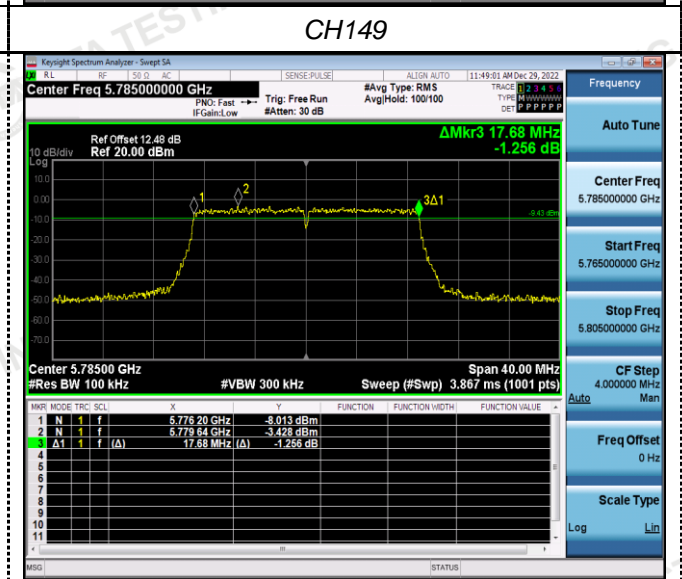 CH149
Keysight Spectrum Analyzer - Swept SA
RL RF 50 Ω AC SENSE:PULSE ALIGN AUTO 11:49:01 AM Dec 29, 2022
Center Freq 5.785000000 GHz
PNO: Fast
IFGain:Low
Trig: Free Run
#Atten: 30 dB
#Avg Type: RMS
Avg|Hold: 100/100
TRACE 1 2 3 4 5 6
TYPE M W W W W W
DET P P P P P P
Ref Offset 12.48 dB
10 dB/div Ref 20.00 dBm
Log
ΔMkr3 17.68 MHz
-1.256 dB
10.0
0.00
-10.0
-20.0
-30.0
-40.0
-50.0
-60.0
-70.0
1
2
3Δ1
-9.43 dBm
Center 5.78500 GHz Span 40.00 MHz
#Res BW 100 kHz #VBW 300 kHz Sweep (#Swp) 3.867 ms (1001 pts)
MKR MODE TRC SCL X Y FUNCTION FUNCTION WIDTH FUNCTION VALUE
1 N 1 f 5.776 20 GHz -8.013 dBm
2 N 1 f 5.779 64 GHz -3.428 dBm
3 Δ1 1 f (Δ) 17.68 MHz (Δ) -1.256 dB
4
5
6
7
8
9
10
11
MSG STATUS
Frequency
Auto Tune
Center Freq
5.785000000 GHz
Start Freq
5.765000000 GHz
Stop Freq
5.805000000 GHz
CF Step
4.000000 MHz
Auto Man
Freq Offset
0 Hz
Scale Type
Log Lin